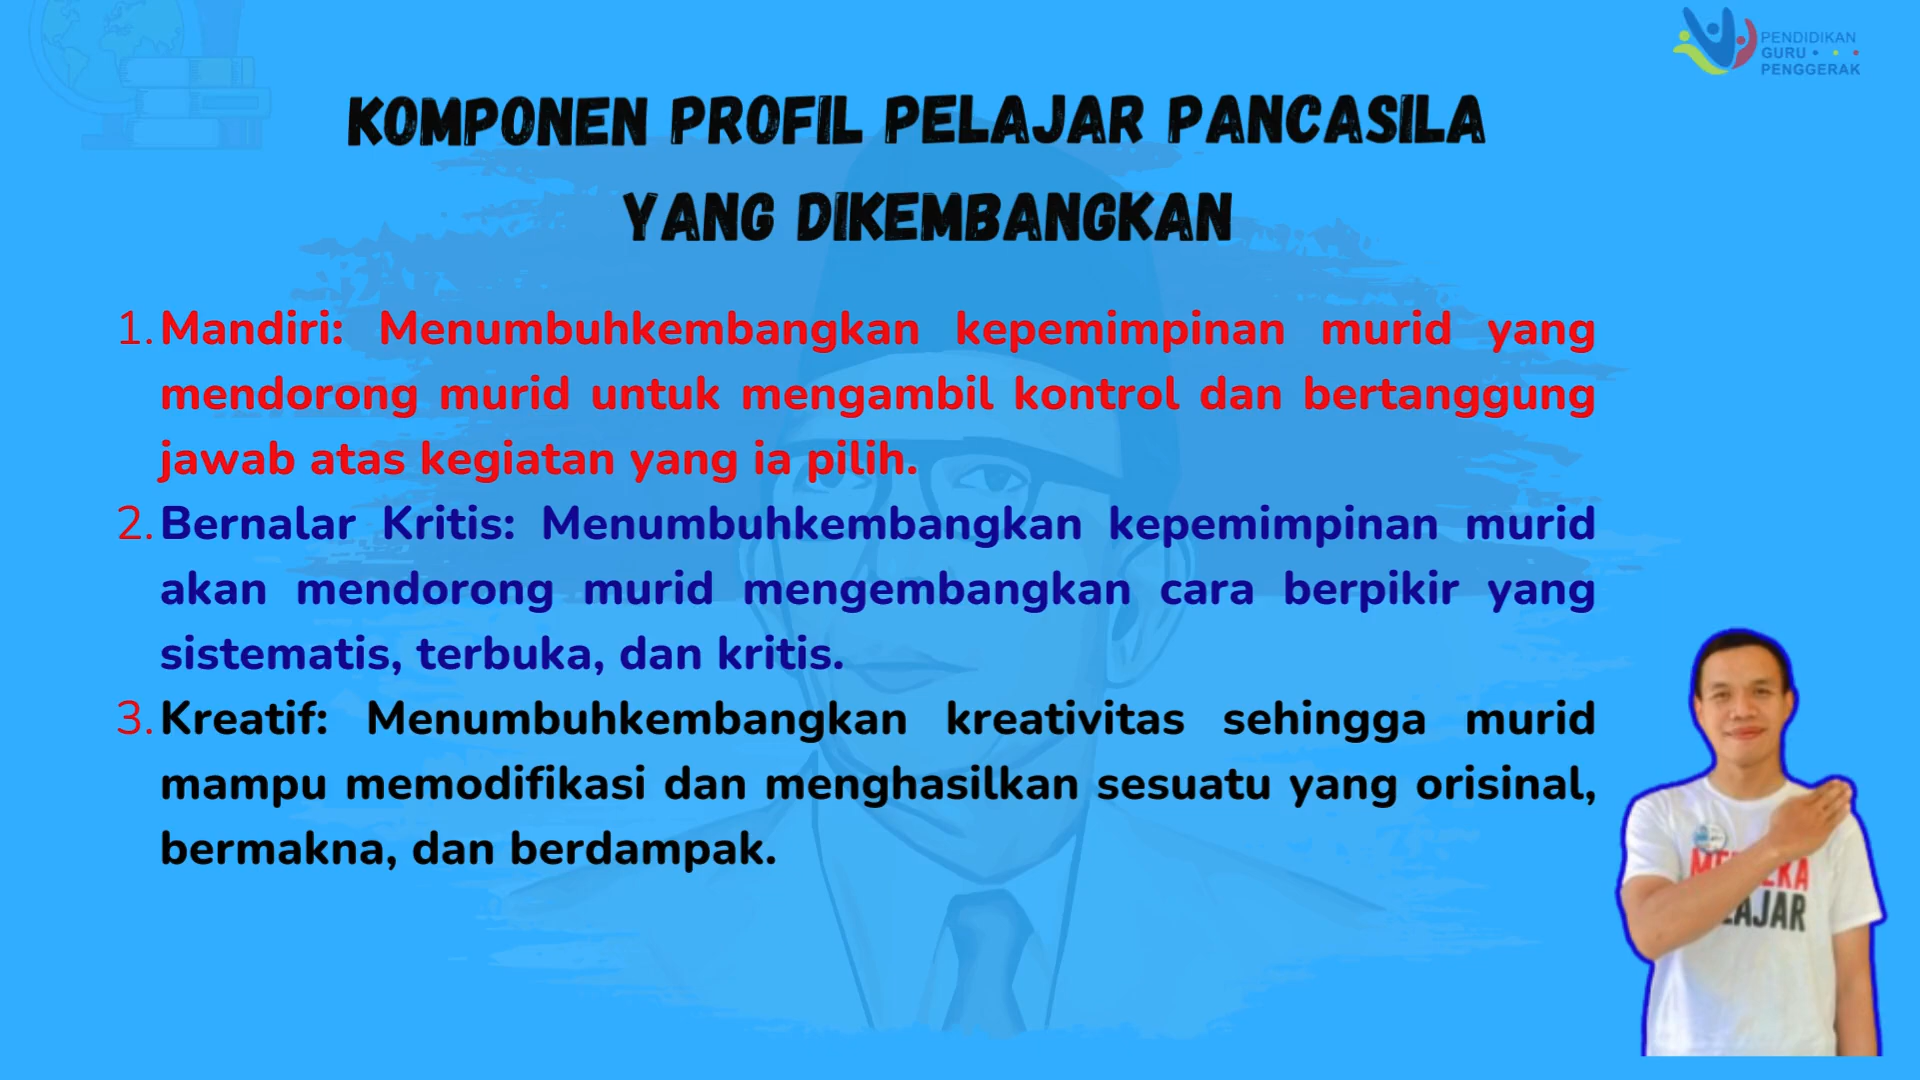 PENDIDIKAN
GURU
PENGGERAK
KOMPONEN PROFIL PELAJAR PANCASILA
YANG DIKEMBANGKAN
1. Mandiri: Menumbuhkembangkan kepemimpinan murid yang
mendorong murid untuk mengambil kontrol dan bertanggung
jawab atas kegiatan yang ia pilih.
2. Bernalar Kritis: Menumbuhkembangkan kepemimpinan murid
akan mendorong murid mengembangkan cara berpikir yang
sistematis, terbuka, dan kritis.
3. Kreatif: Menumbuhkembangkan kreativitas sehingga murid
mampu memodifikasi dan menghasilkan sesuatu yang orisinal,
bermakna, dan berdampak.